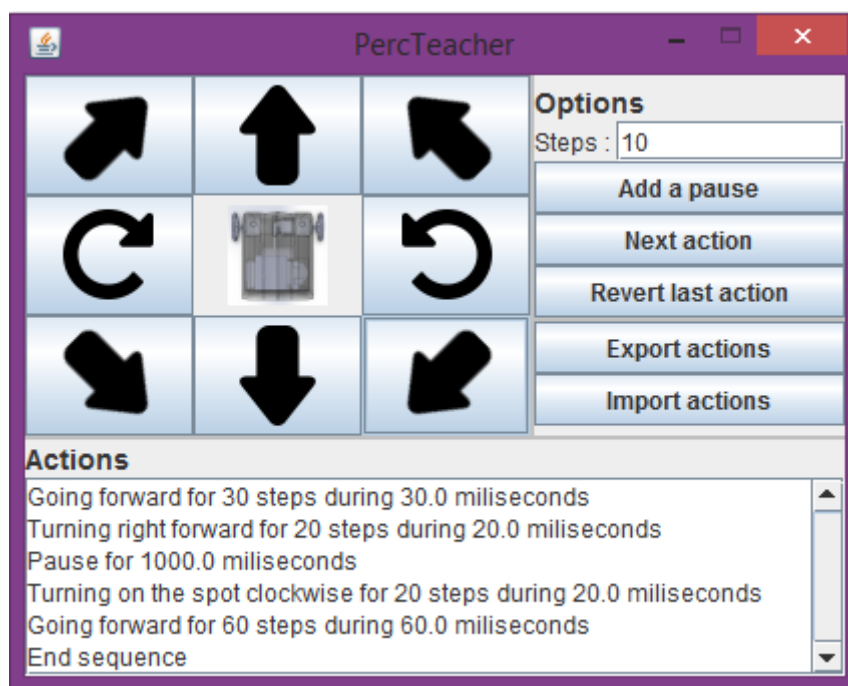 PercTeacher
Options
Steps : 10
Add a pause
Next action
Revert last action
Export actions
Import actions
Actions
Going forward for 30 steps during 30.0 miliseconds
Turning right forward for 20 steps during 20.0 miliseconds
Pause for 1000.0 miliseconds
Turning on the spot clockwise for 20 steps during 20.0 miliseconds
Going forward for 60 steps during 60.0 miliseconds
End sequence